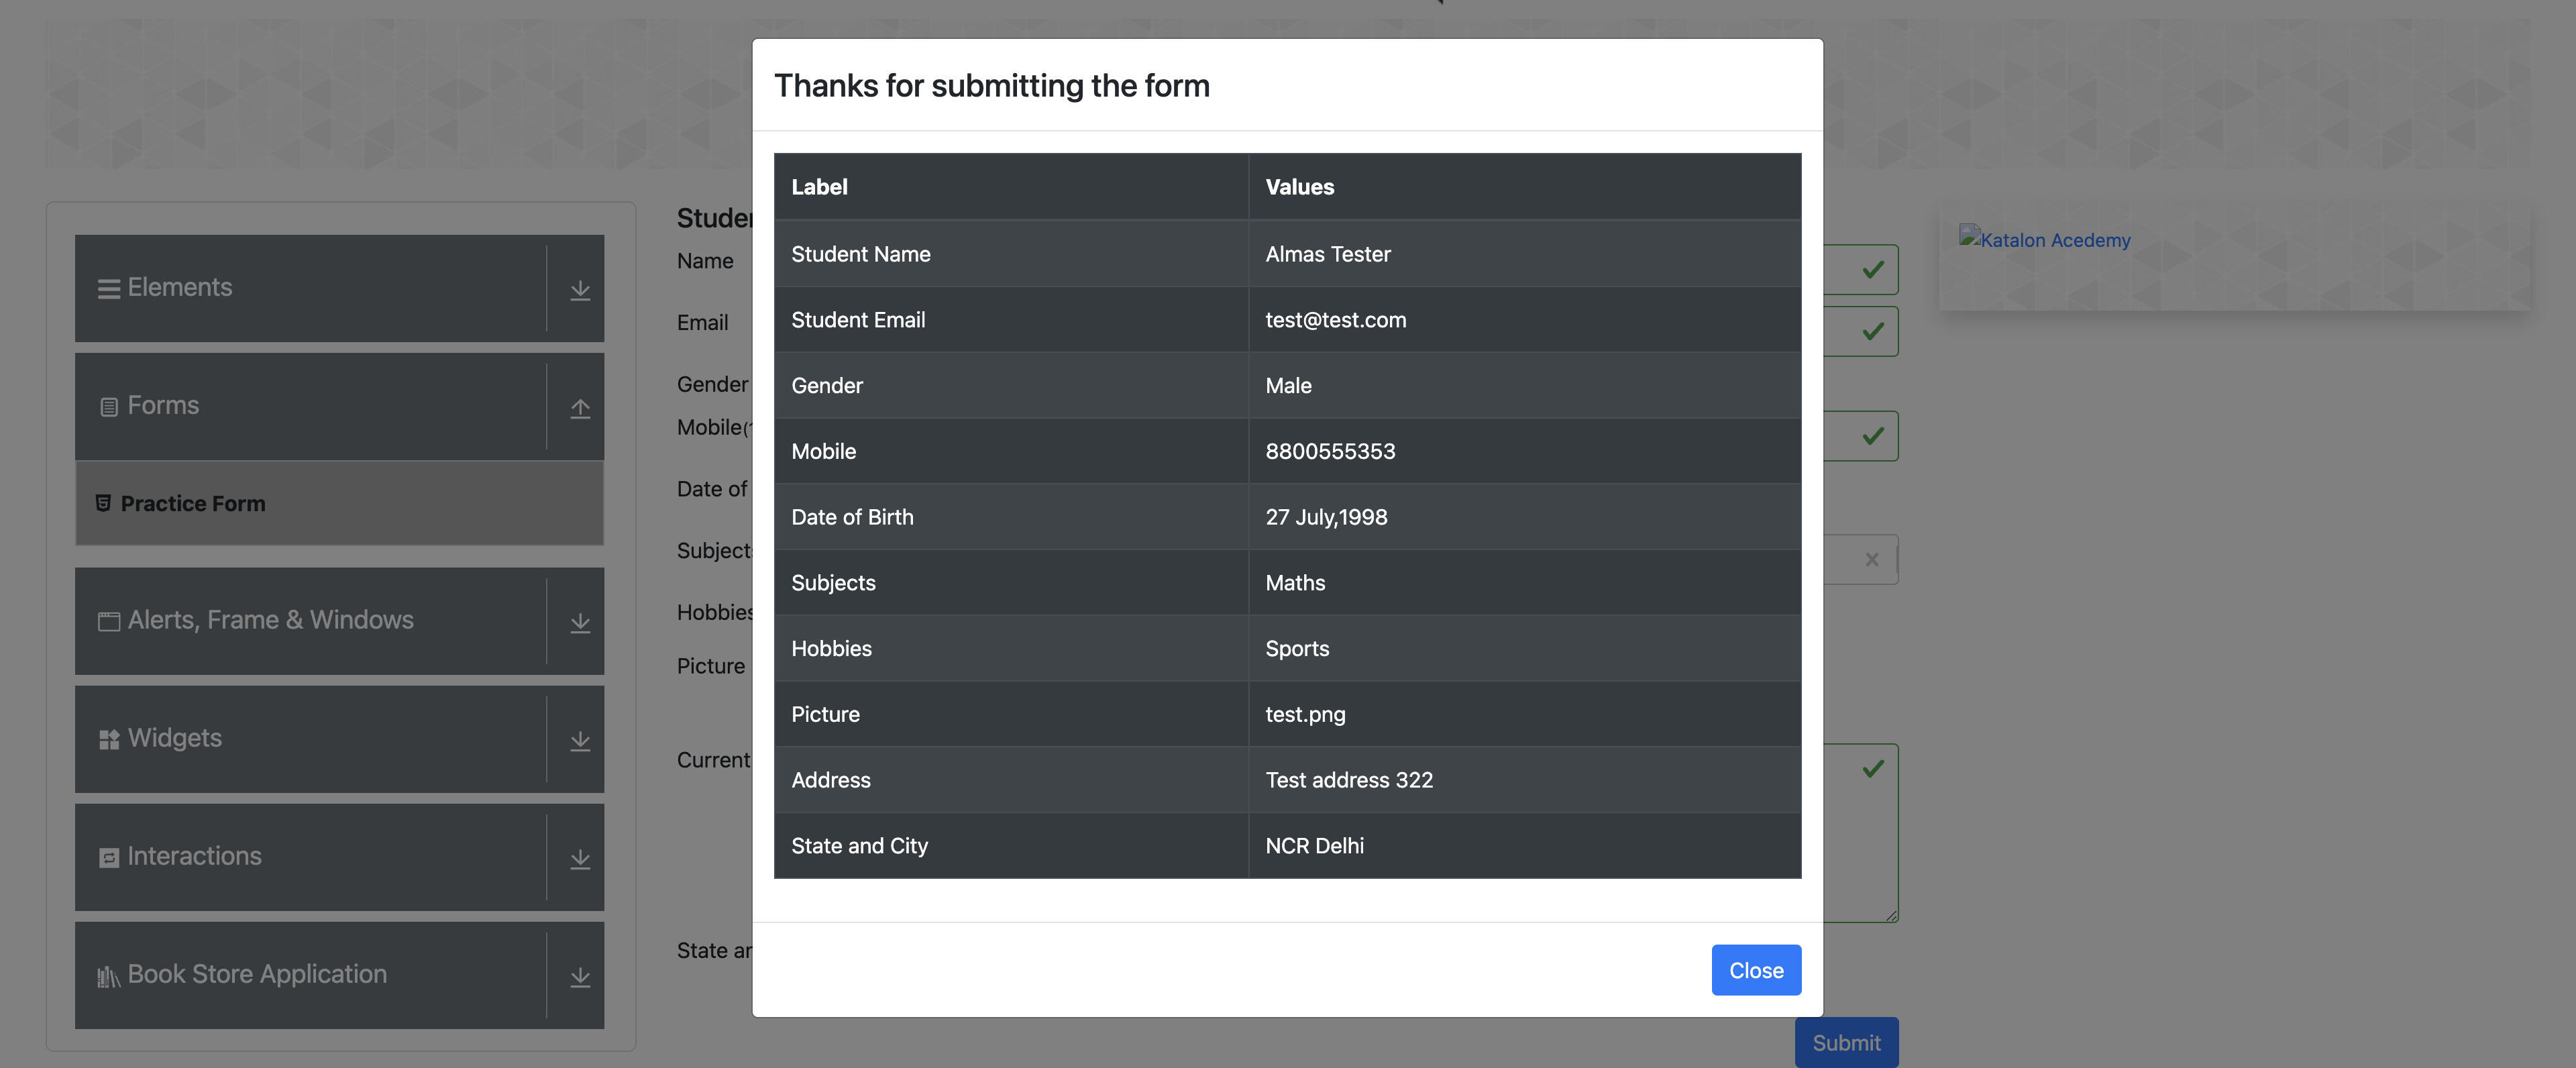 Thanks for submitting the form
Label Values
Student Name Almas Tester
Student Email test@test.com
Gender Male
Mobile 8800555353
Date of Birth 27 July,1998
Subjects Maths
Hobbies Sports
Picture test.png
Address Test address 322
State and City NCR Delhi
Close
Elements
Forms
Practice Form
Alerts, Frame & Windows
Widgets
Interactions
Book Store Application
Name
Email
Gender
Mobile(
Date of
Hobbies
Picture
Current
State
Submit
Katalon Acedemy